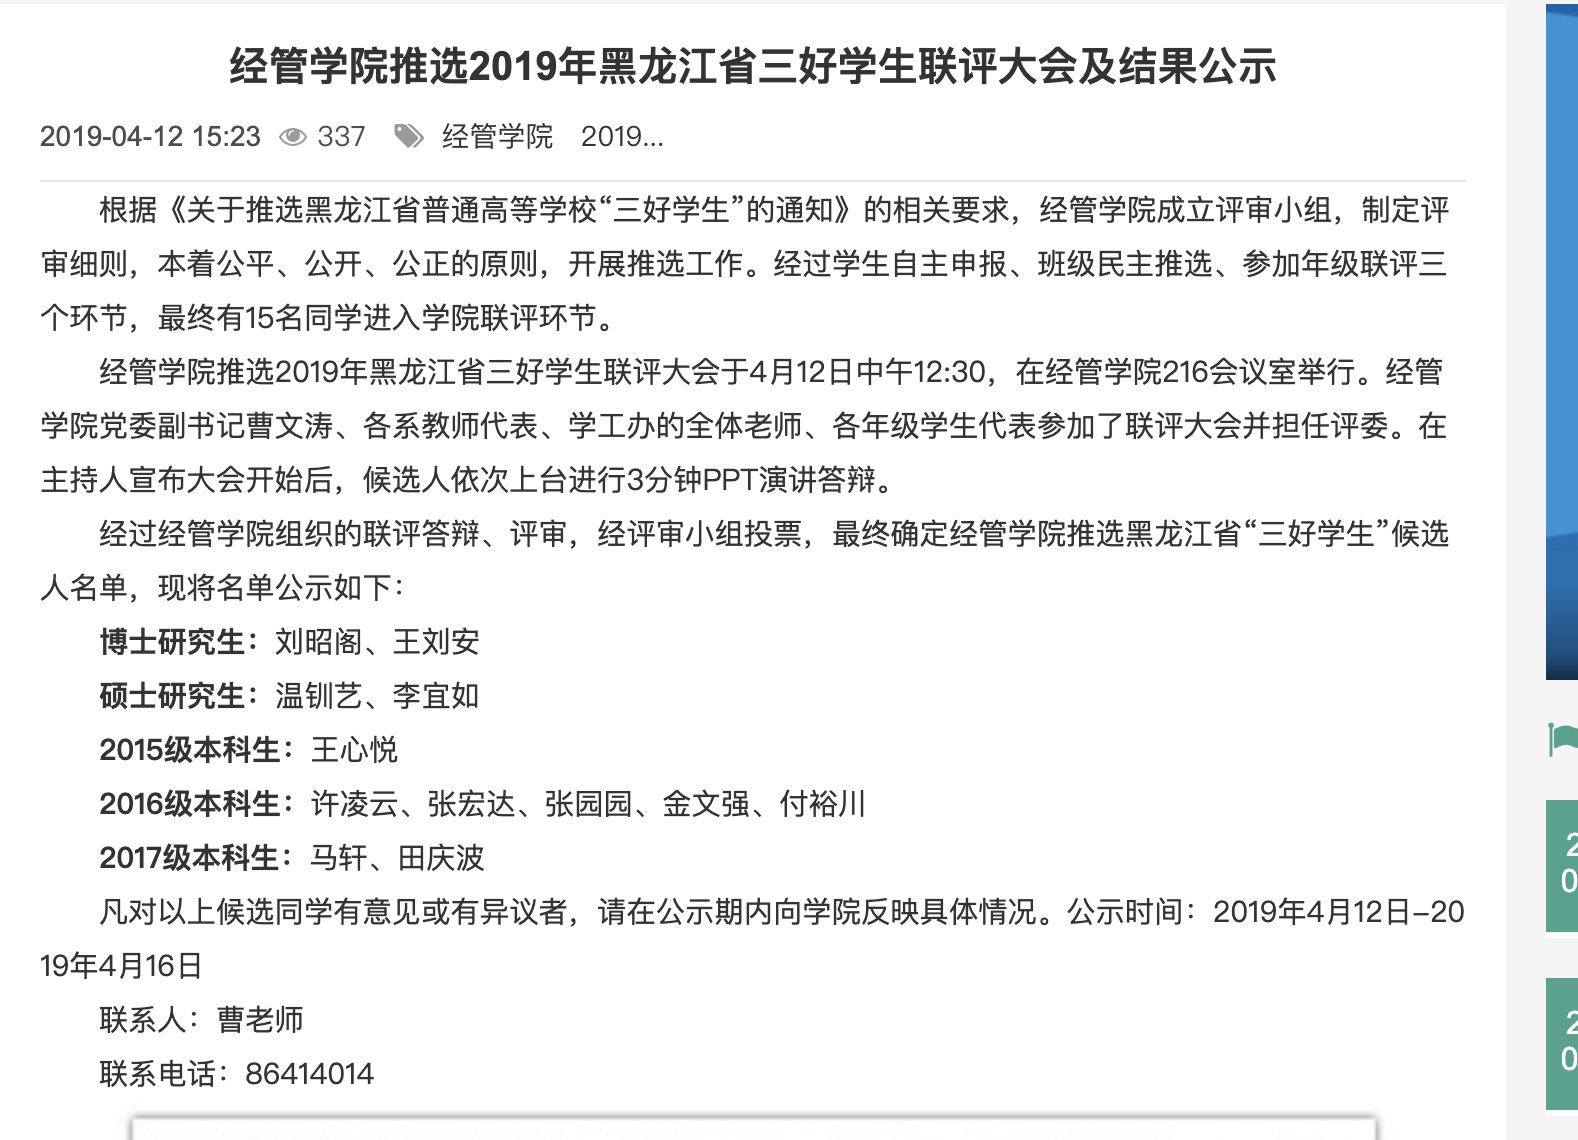 经管学院推选2019年黑龙江省三好学生联评大会及结果公示
2019-04-12 15:23 337 经管学院 2019...
根据《关于推选黑龙江省普通高等学校“三好学生”的通知》的相关要求，经管学院成立评审小组，制定评
审细则，本着公平、公开、公正的原则，开展推选工作。经过学生自主申报、班级民主推选、参加年级联评三
个环节，最终有15名同学进入学院联评环节。
经管学院推选2019年黑龙江省三好学生联评大会于4月12日中午12:30，在经管学院216会议室举行。经管
学院党委副书记曹文涛、各系教师代表、学工办的全体老师、各年级学生代表参加了联评大会并担任评委。在
主持人宣布大会开始后，候选人依次上台进行3分钟PPT演讲答辩。
经过经管学院组织的联评答辩、评审，经评审小组投票，最终确定经管学院推选黑龙江省“三好学生”候选
人名单，现将名单公示如下：
博士研究生：刘昭阁、王刘安
硕士研究生：温钏艺、李宜如
2015级本科生：王心悦
2016级本科生：许凌云、张宏达、张园园、金文强、付裕川
2017级本科生：马轩、田庆波
凡对以上候选同学有意见或有异议者，请在公示期内向学院反映具体情况。公示时间：2019年4月12日–20
19年4月16日
联系人：曹老师
联系电话：86414014
2
0
2
0